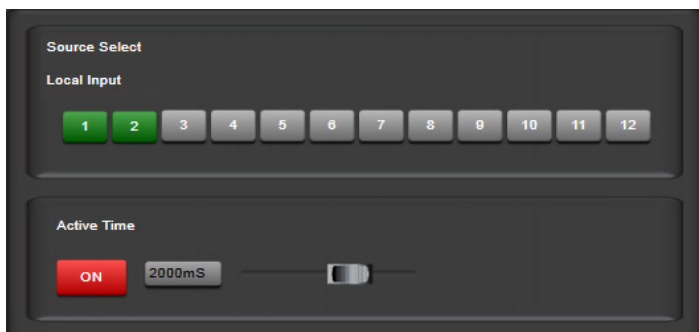 Source Select
Local Input
1 2 3 4 5 6 7 8 9 10 11 12
Active Time
ON 2000mS